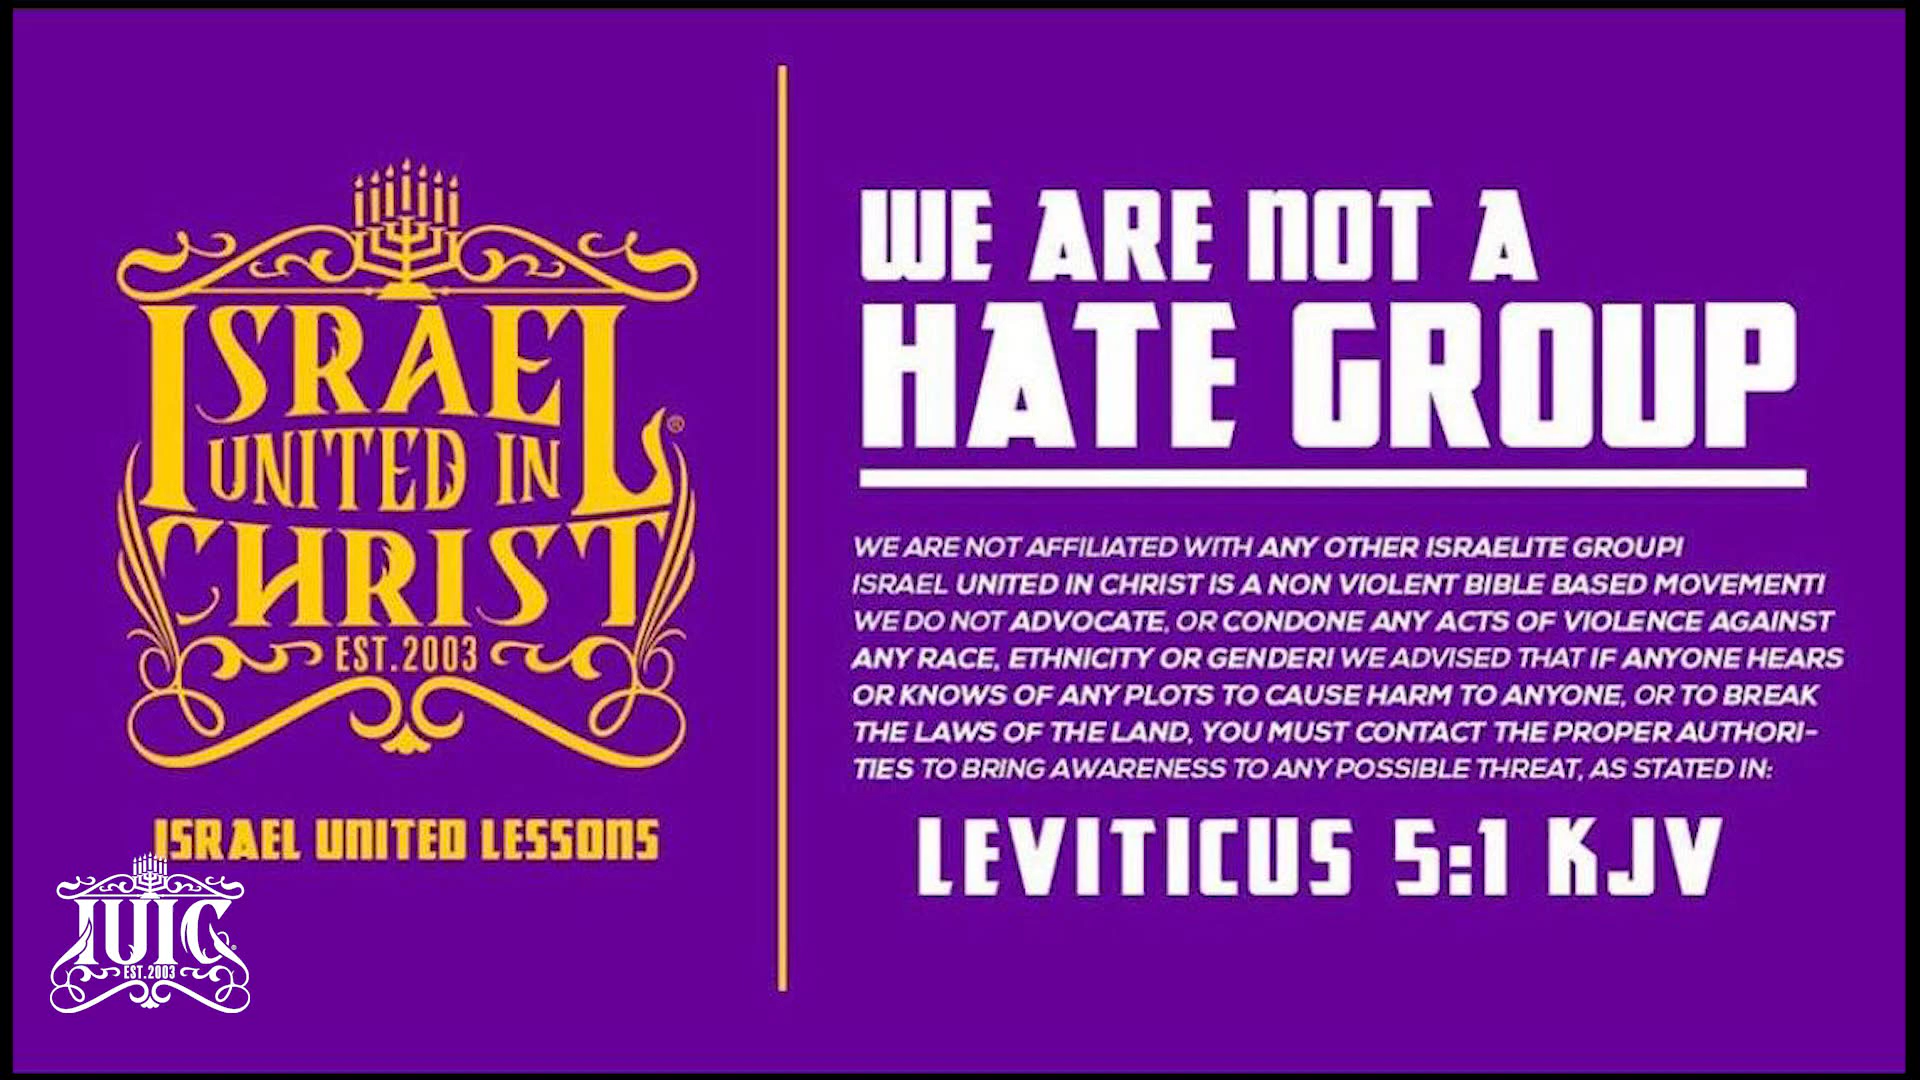 ISRAEL
UNITED IN
CHRIST
®
EST.2003
ISRAEL UNITED LESSONS
IUIC
EST.2003
WE ARE NOT A
HATE GROUP
WE ARE NOT AFFILIATED WITH ANY OTHER ISRAELITE GROUP!
ISRAEL UNITED IN CHRIST IS A NON VIOLENT BIBLE BASED MOVEMENT!
WE DO NOT ADVOCATE, OR CONDONE ANY ACTS OF VIOLENCE AGAINST
ANY RACE, ETHNICITY OR GENDER! WE ADVISED THAT IF ANYONE HEARS
OR KNOWS OF ANY PLOTS TO CAUSE HARM TO ANYONE, OR TO BREAK
THE LAWS OF THE LAND, YOU MUST CONTACT THE PROPER AUTHORI-
TIES TO BRING AWARENESS TO ANY POSSIBLE THREAT, AS STATED IN:
LEVITICUS 5:1 KJV